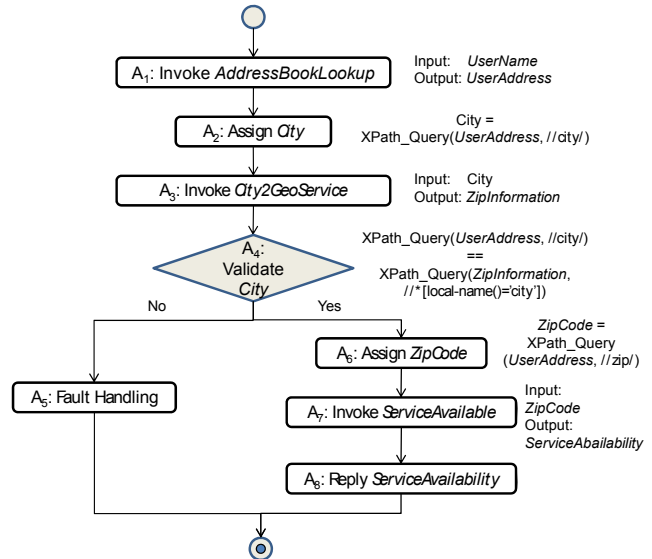 A1: Invoke AddressBookLookup
Input: UserName
Output: UserAddress
A2: Assign City
City =
XPath_Query(UserAddress, //city/)
A3: Invoke City2GeoService
Input: City
Output: ZipInformation
A4:
Validate
City
XPath_Query(UserAddress, //city/)
==
XPath_Query(ZipInformation,
//*[local-name()='city'])
No
Yes
A6: Assign ZipCode
ZipCode =
XPath_Query
(UserAddress, //zip/)
A5: Fault Handling
A7: Invoke ServiceAvailable
Input:
ZipCode
Output:
ServiceAbailability
A8: Reply ServiceAvailability